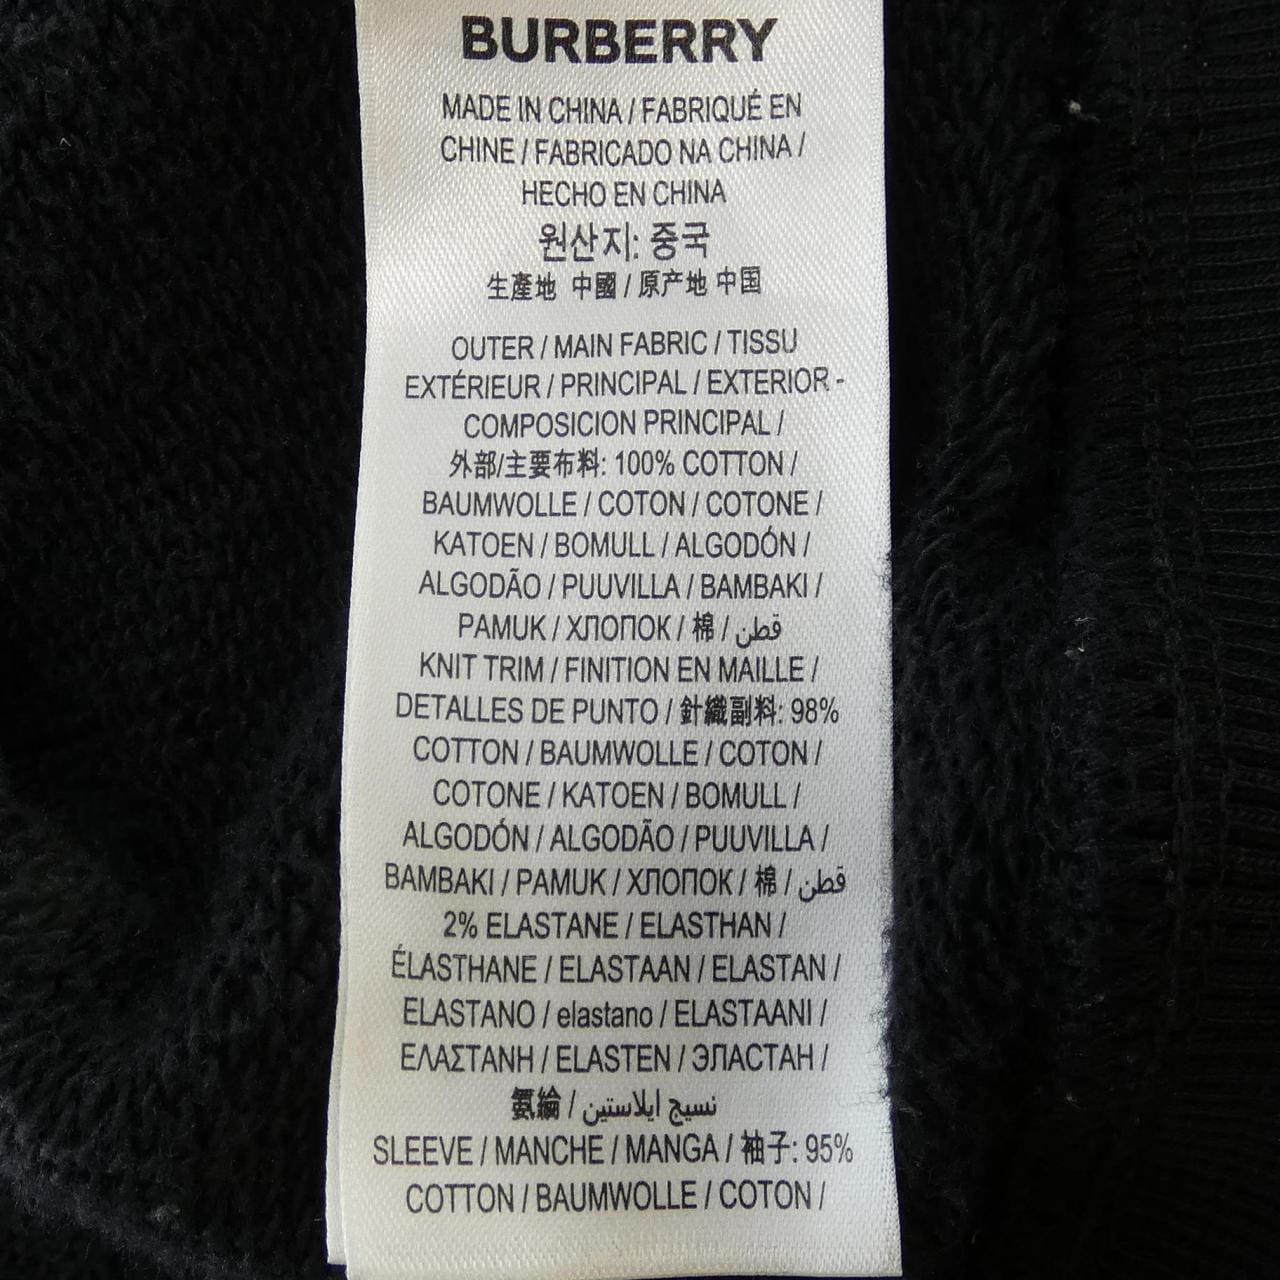 BURBERRY
MADE IN CHINA / FABRIQUÉ EN
CHINE / FABRICADO NA CHINA /
HECHO EN CHINA
원산지: 중국
生產地 中國 / 原产地 中国
OUTER / MAIN FABRIC / TISSU
EXTÉRIEUR / PRINCIPAL / EXTERIOR -
COMPOSICION PRINCIPAL /
外部/主要布料: 100% COTTON /
BAUMWOLLE / COTON / COTONE /
KATOEN / BOMULL / ALGODÓN /
ALGODÃO / PUUVILLA / BAMBAKI /
PAMUK / ХЛОПОК / 棉 / قطن
KNIT TRIM / FINITION EN MAILLE /
DETALLES DE PUNTO / 針織副料: 98%
COTTON / BAUMWOLLE / COTON /
COTONE / KATOEN / BOMULL /
ALGODÓN / ALGODÃO / PUUVILLA /
BAMBAKI / PAMUK / ХЛОПОК / 棉 / قطن
2% ELASTANE / ELASTHAN /
ÉLASTHANE / ELASTAAN / ELASTAN /
ELASTANO / elastano / ELASTAANI /
ΕΛΑΣΤΑΝΗ / ELASTEN / ЭЛАСТАН /
氨綸 / نسيج ايلاستين
SLEEVE / MANCHE / MANGA / 袖子: 95%
COTTON / BAUMWOLLE / COTON /